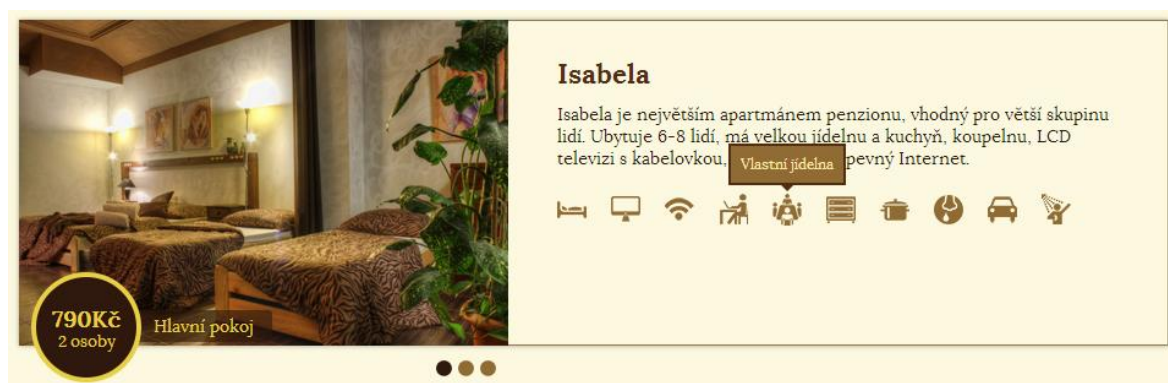 Isabela
Isabela je největším apartmánem penzionu, vhodný pro větší skupinu
lidí. Ubytuje 6-8 lidí, má velkou jídelnu a kuchyň, koupelnu, LCD
televizi s kabelovkou, pevný Internet.
Vlastní jídelna
790Kč
2 osoby
Hlavní pokoj